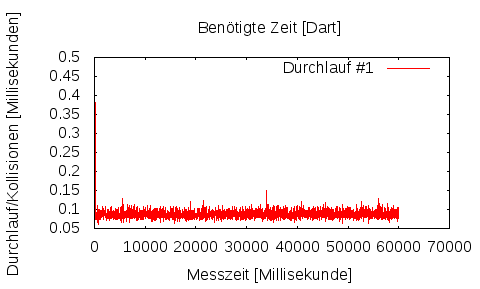 Benötigte Zeit [Dart]
Durchlauf/Kollisionen [Millisekunden]
Durchlauf #1
0.5
0.45
0.4
0.35
0.3
0.25
0.2
0.15
0.1
0.05
0 10000 20000 30000 40000 50000 60000 70000
Messzeit [Millisekunde]